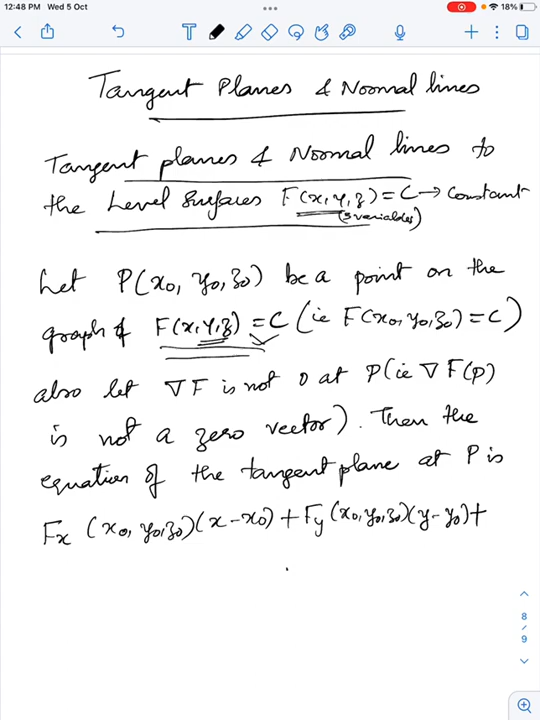 12:48 PM Wed 5 Oct
18%
Tangent Planes & Normal lines
Tangent planes & Normal lines to
the Level Surfaces F(x,y,z) = C → Constant
(3 variables)
Let P(x₀, y₀, z₀) be a point on the
graph of F(x,y,z) = C (ie F(x₀, y₀, z₀) = C)
also let ∇F is not 0 at P(ie ∇F(P)
is not a zero vector). Then the
equation of the tangent plane at P is
Fx (x₀, y₀, z₀)(x - x₀) + Fy (x₀, y₀, z₀)(y - y₀) +
8
/
9